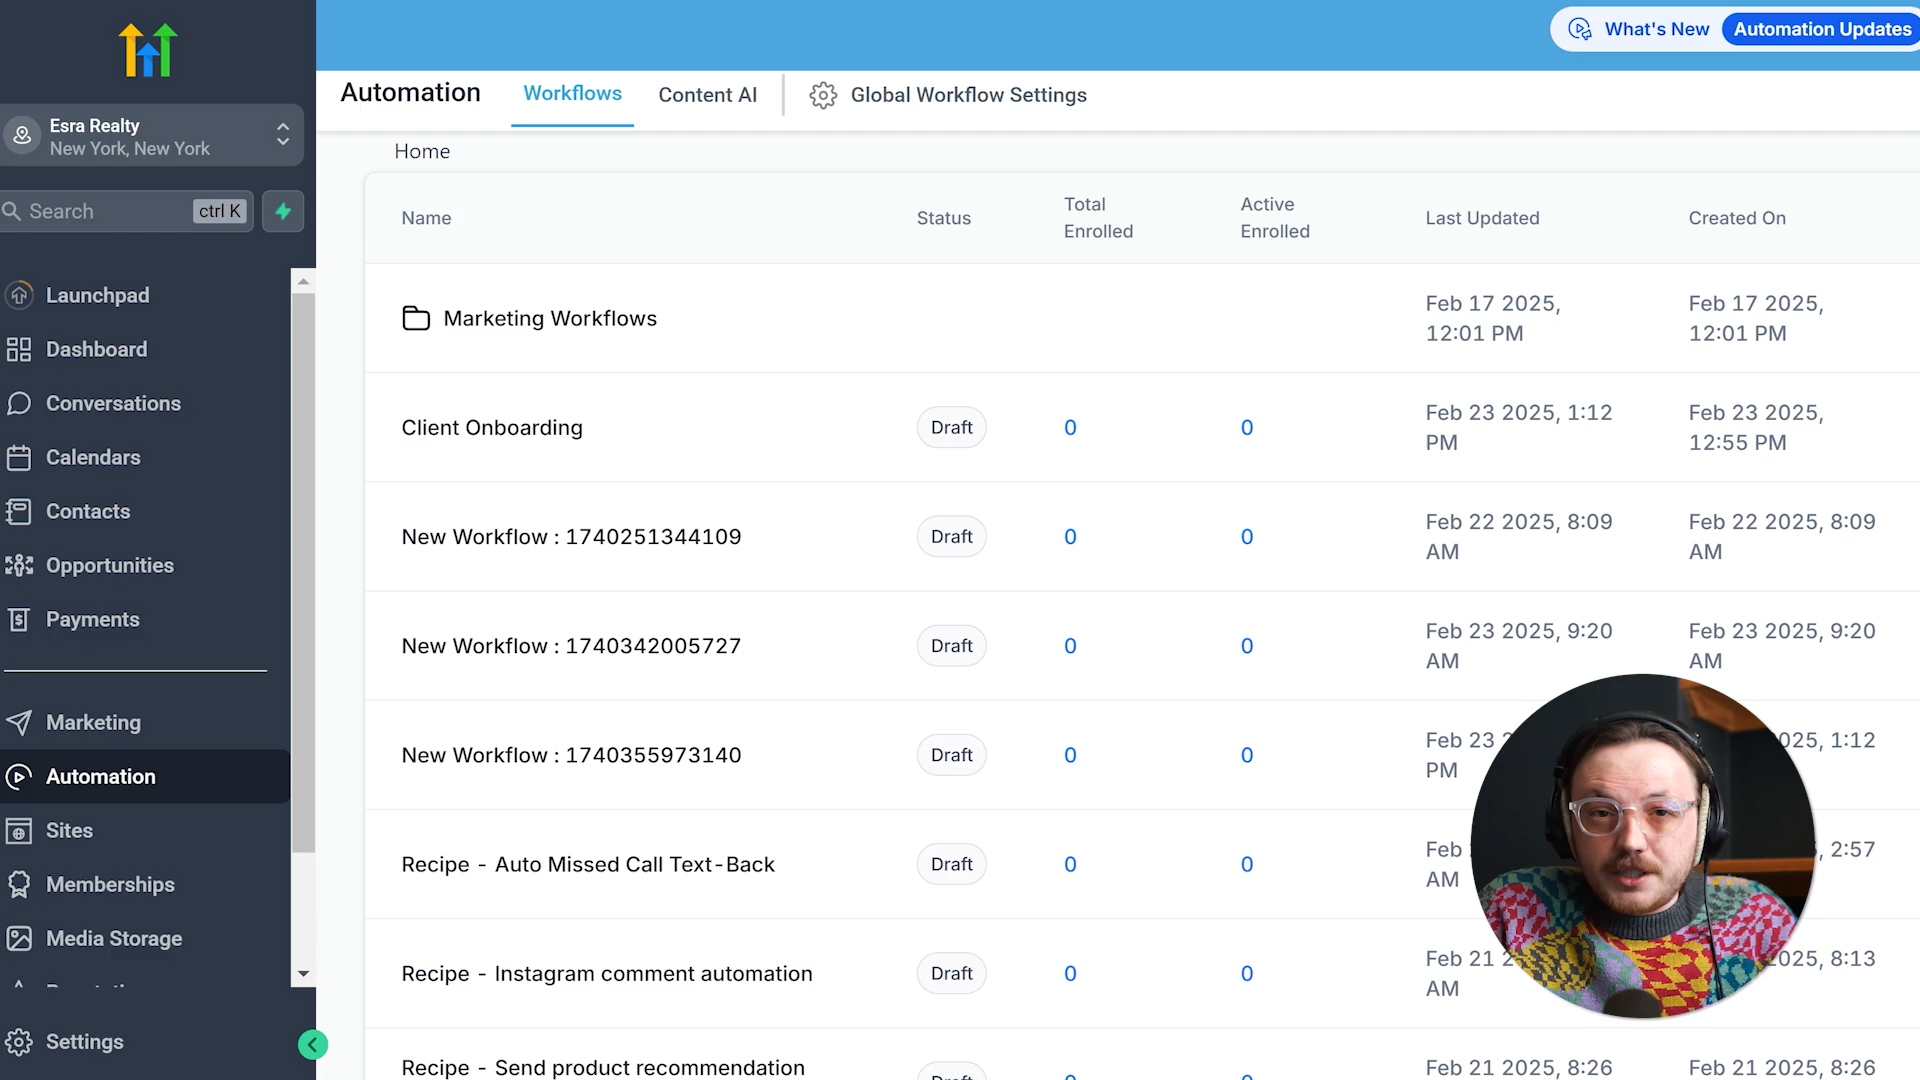 What's New
Automation Updates
Automation
Workflows
Content AI
Global Workflow Settings
Esra Realty
New York, New York
Search
ctrl K
Launchpad
Dashboard
Conversations
Calendars
Contacts
Opportunities
Payments
Marketing
Automation
Sites
Memberships
Media Storage
Settings
Home
Name
Status
Total
Enrolled
Active
Enrolled
Last Updated
Created On
Marketing Workflows
Feb 17 2025,
12:01 PM
Feb 17 2025,
12:01 PM
Client Onboarding
Draft
0
0
Feb 23 2025, 1:12
PM
Feb 23 2025,
12:55 PM
New Workflow : 1740251344109
Draft
0
0
Feb 22 2025, 8:09
AM
Feb 22 2025, 8:09
AM
New Workflow : 1740342005727
Draft
0
0
Feb 23 2025, 9:20
AM
Feb 23 2025, 9:20
AM
New Workflow : 1740355973140
Draft
0
0
Feb 23
PM
1:12
Recipe - Auto Missed Call Text-Back
Draft
0
0
Feb
AM
2:57
Recipe - Instagram comment automation
Draft
0
0
Feb 21
AM
8:13
Recipe - Send product recommendation
Feb 21 2025, 8:26
Feb 21 2025, 8:26